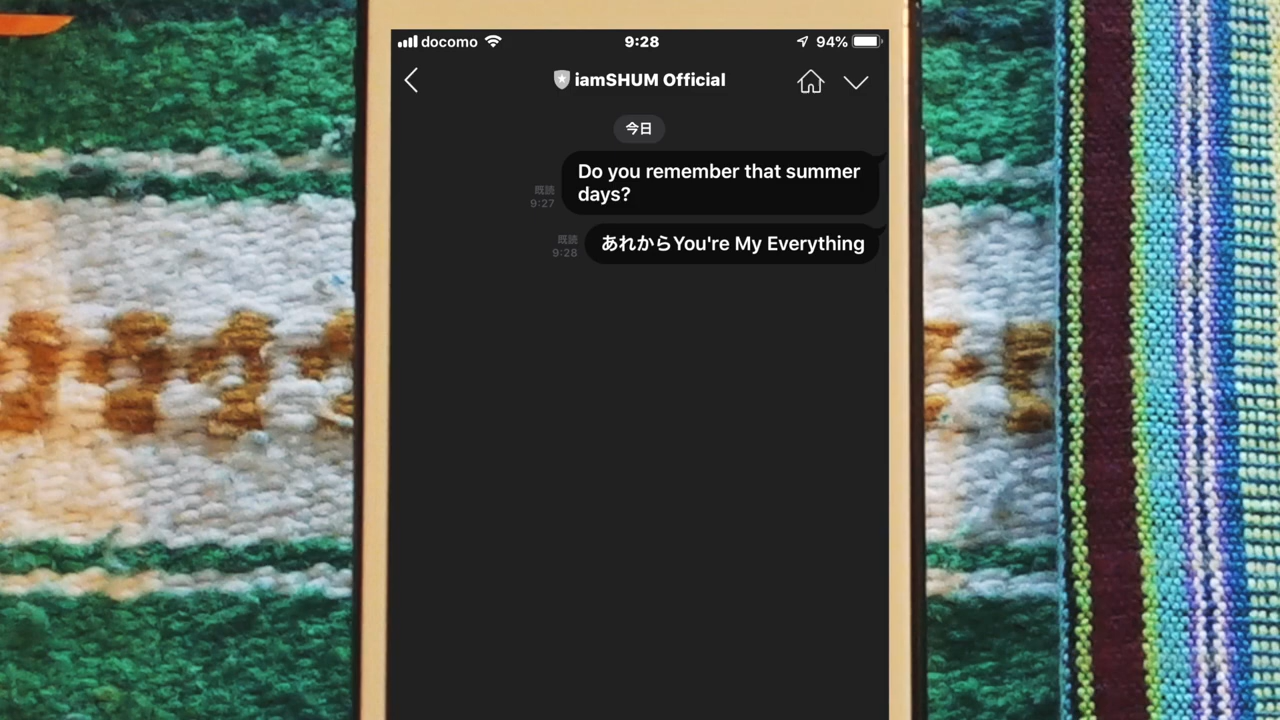 docomo 9:28 94%
iamSHUM Official
今日
Do you remember that summer
days?
既読
9:27
あれからYou're My Everything
既読
9:28